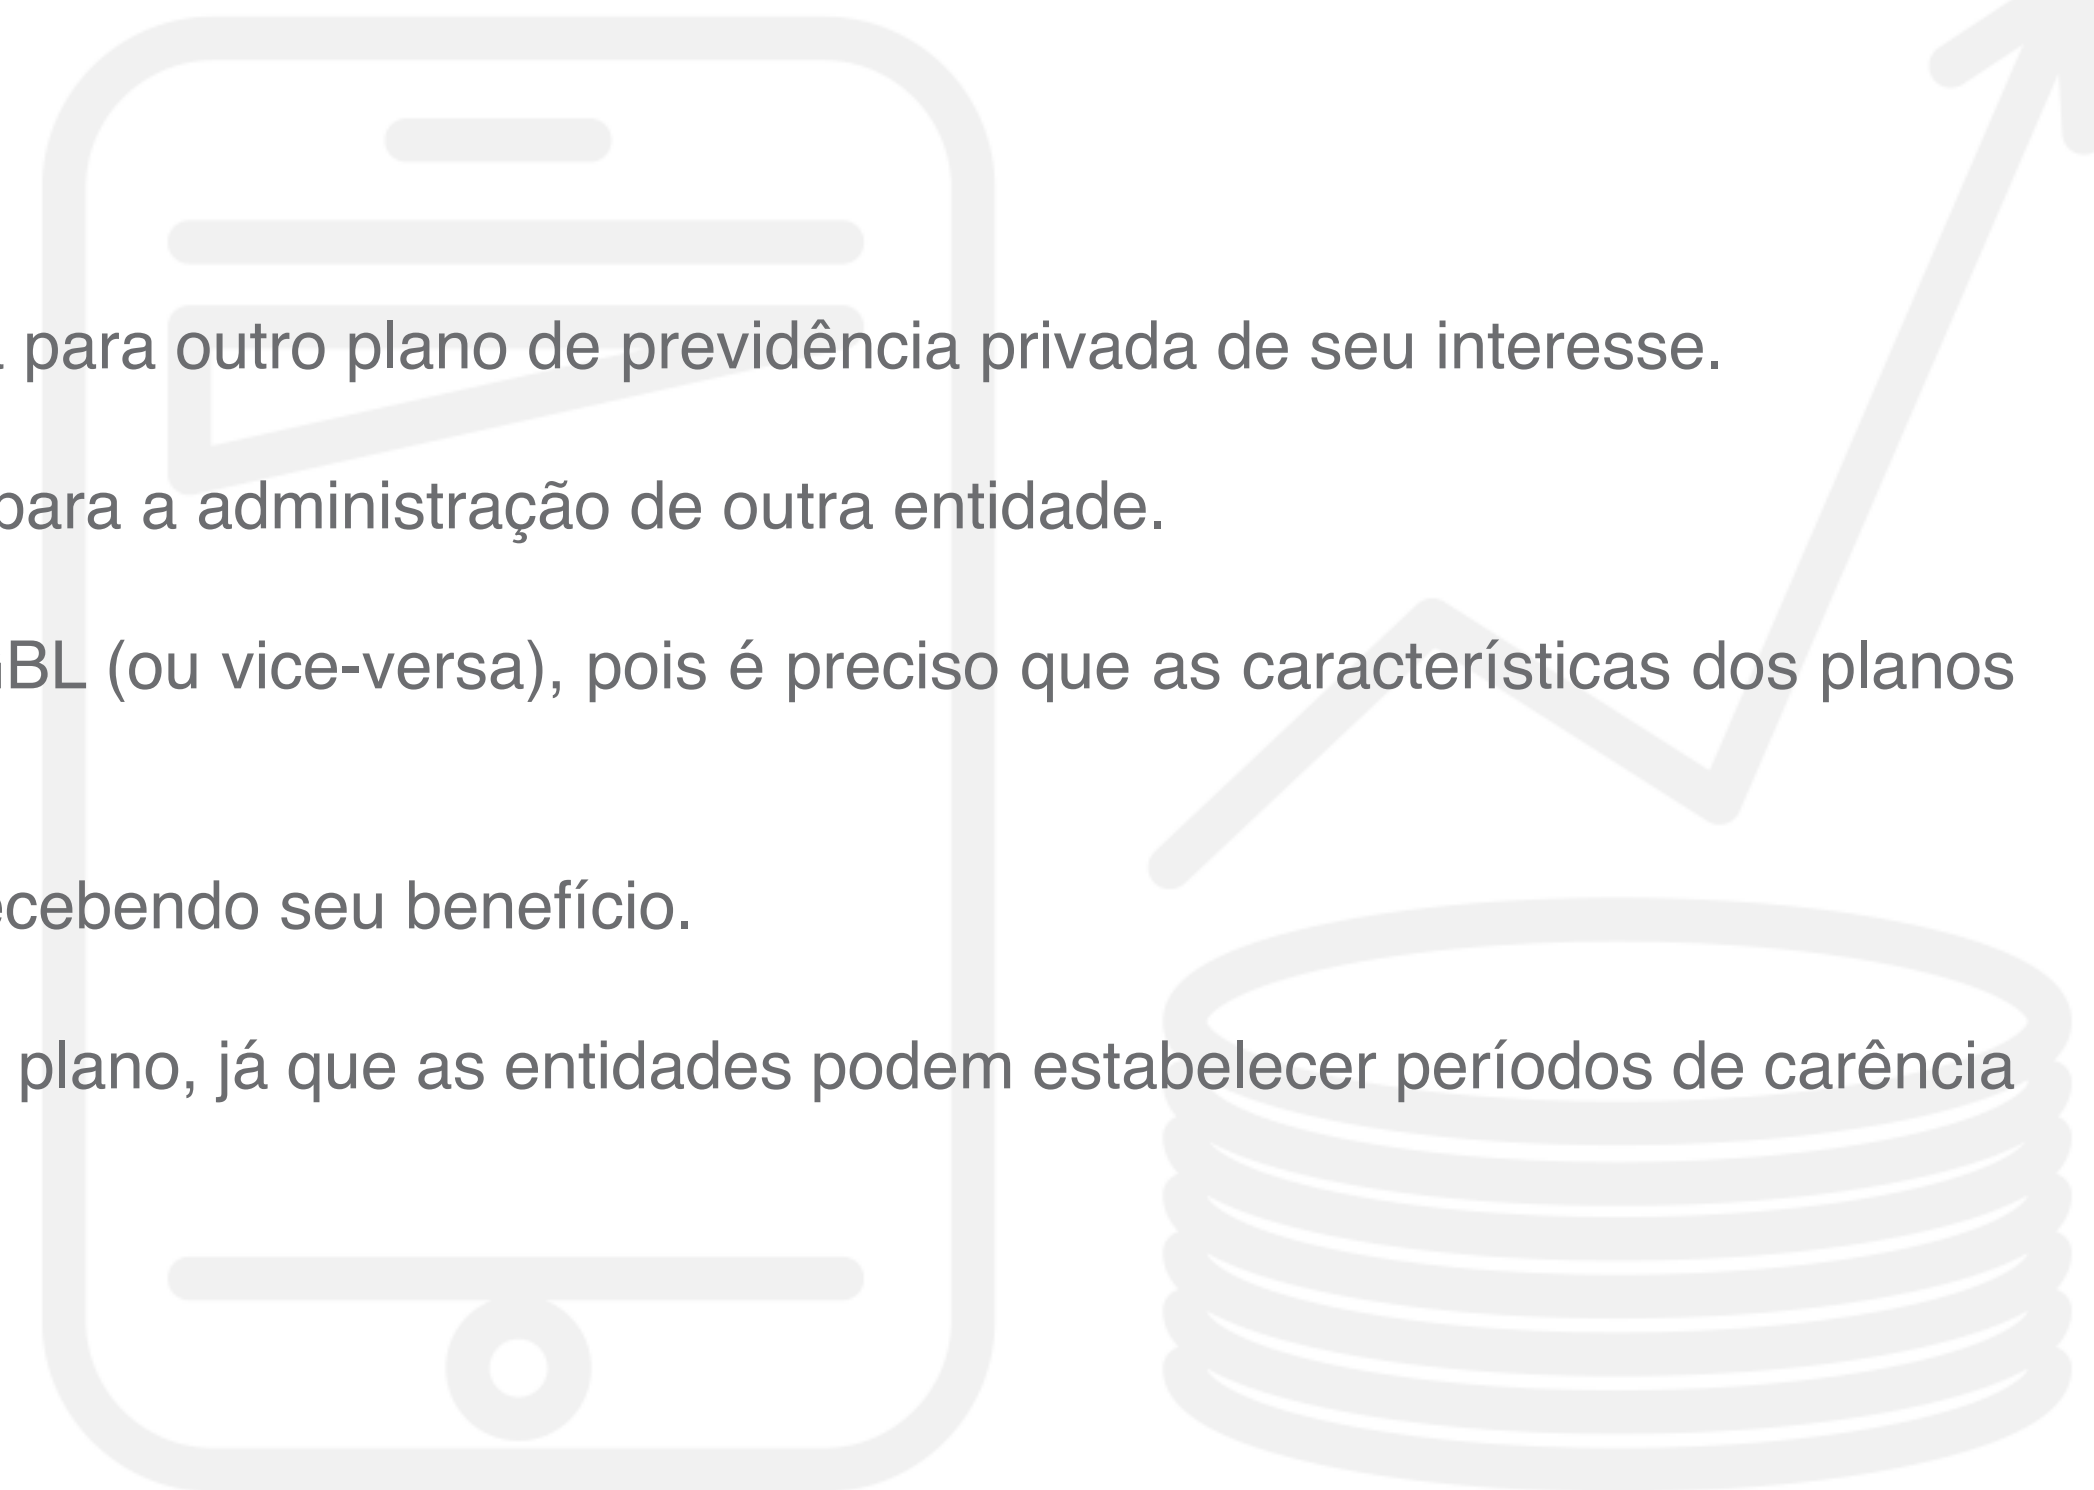 para outro plano de previdência privada de seu interesse.
para a administração de outra entidade.
GBL (ou vice-versa), pois é preciso que as características dos planos
ecebendo seu benefício.
plano, já que as entidades podem estabelecer períodos de carência